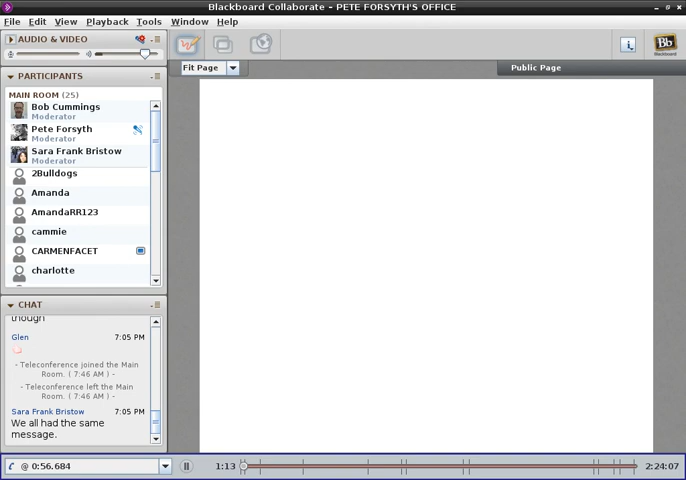 Blackboard Collaborate – PETE FORSYTH'S OFFICE
File Edit View Playback Tools Window Help
AUDIO & VIDEO
Fit Page
Public Page
Bb
Blackboard
PARTICIPANTS
MAIN ROOM (25)
Bob Cummings
Moderator
Pete Forsyth
Moderator
Sara Frank Bristow
Moderator
2Bulldogs
Amanda
AmandaRR123
cammie
CARMENFACET
charlotte
CHAT
though
Glen 7:05 PM
- Teleconference joined the Main
Room. ( 7:46 AM ) -
- Teleconference left the Main
Room. ( 7:46 AM ) -
Sara Frank Bristow 7:05 PM
We all had the same
message.
@ 0:56.684
1:13
2:24:07